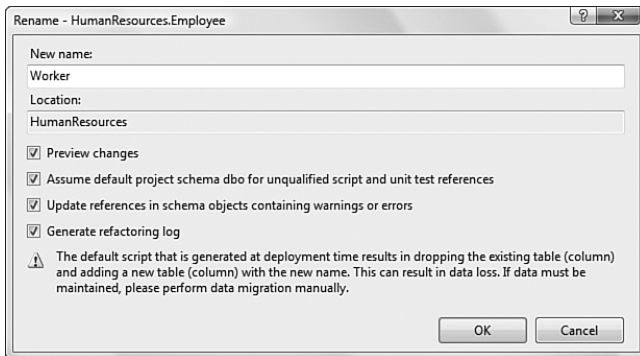 Rename - HumanResources.Employee
New name:
Worker
Location:
HumanResources
Preview changes
Assume default project schema dbo for unqualified script and unit test references
Update references in schema objects containing warnings or errors
Generate refactoring log
The default script that is generated at deployment time results in dropping the existing table (column)
and adding a new table (column) with the new name. This can result in data loss. If data must be
maintained, please perform data migration manually.
OK
Cancel